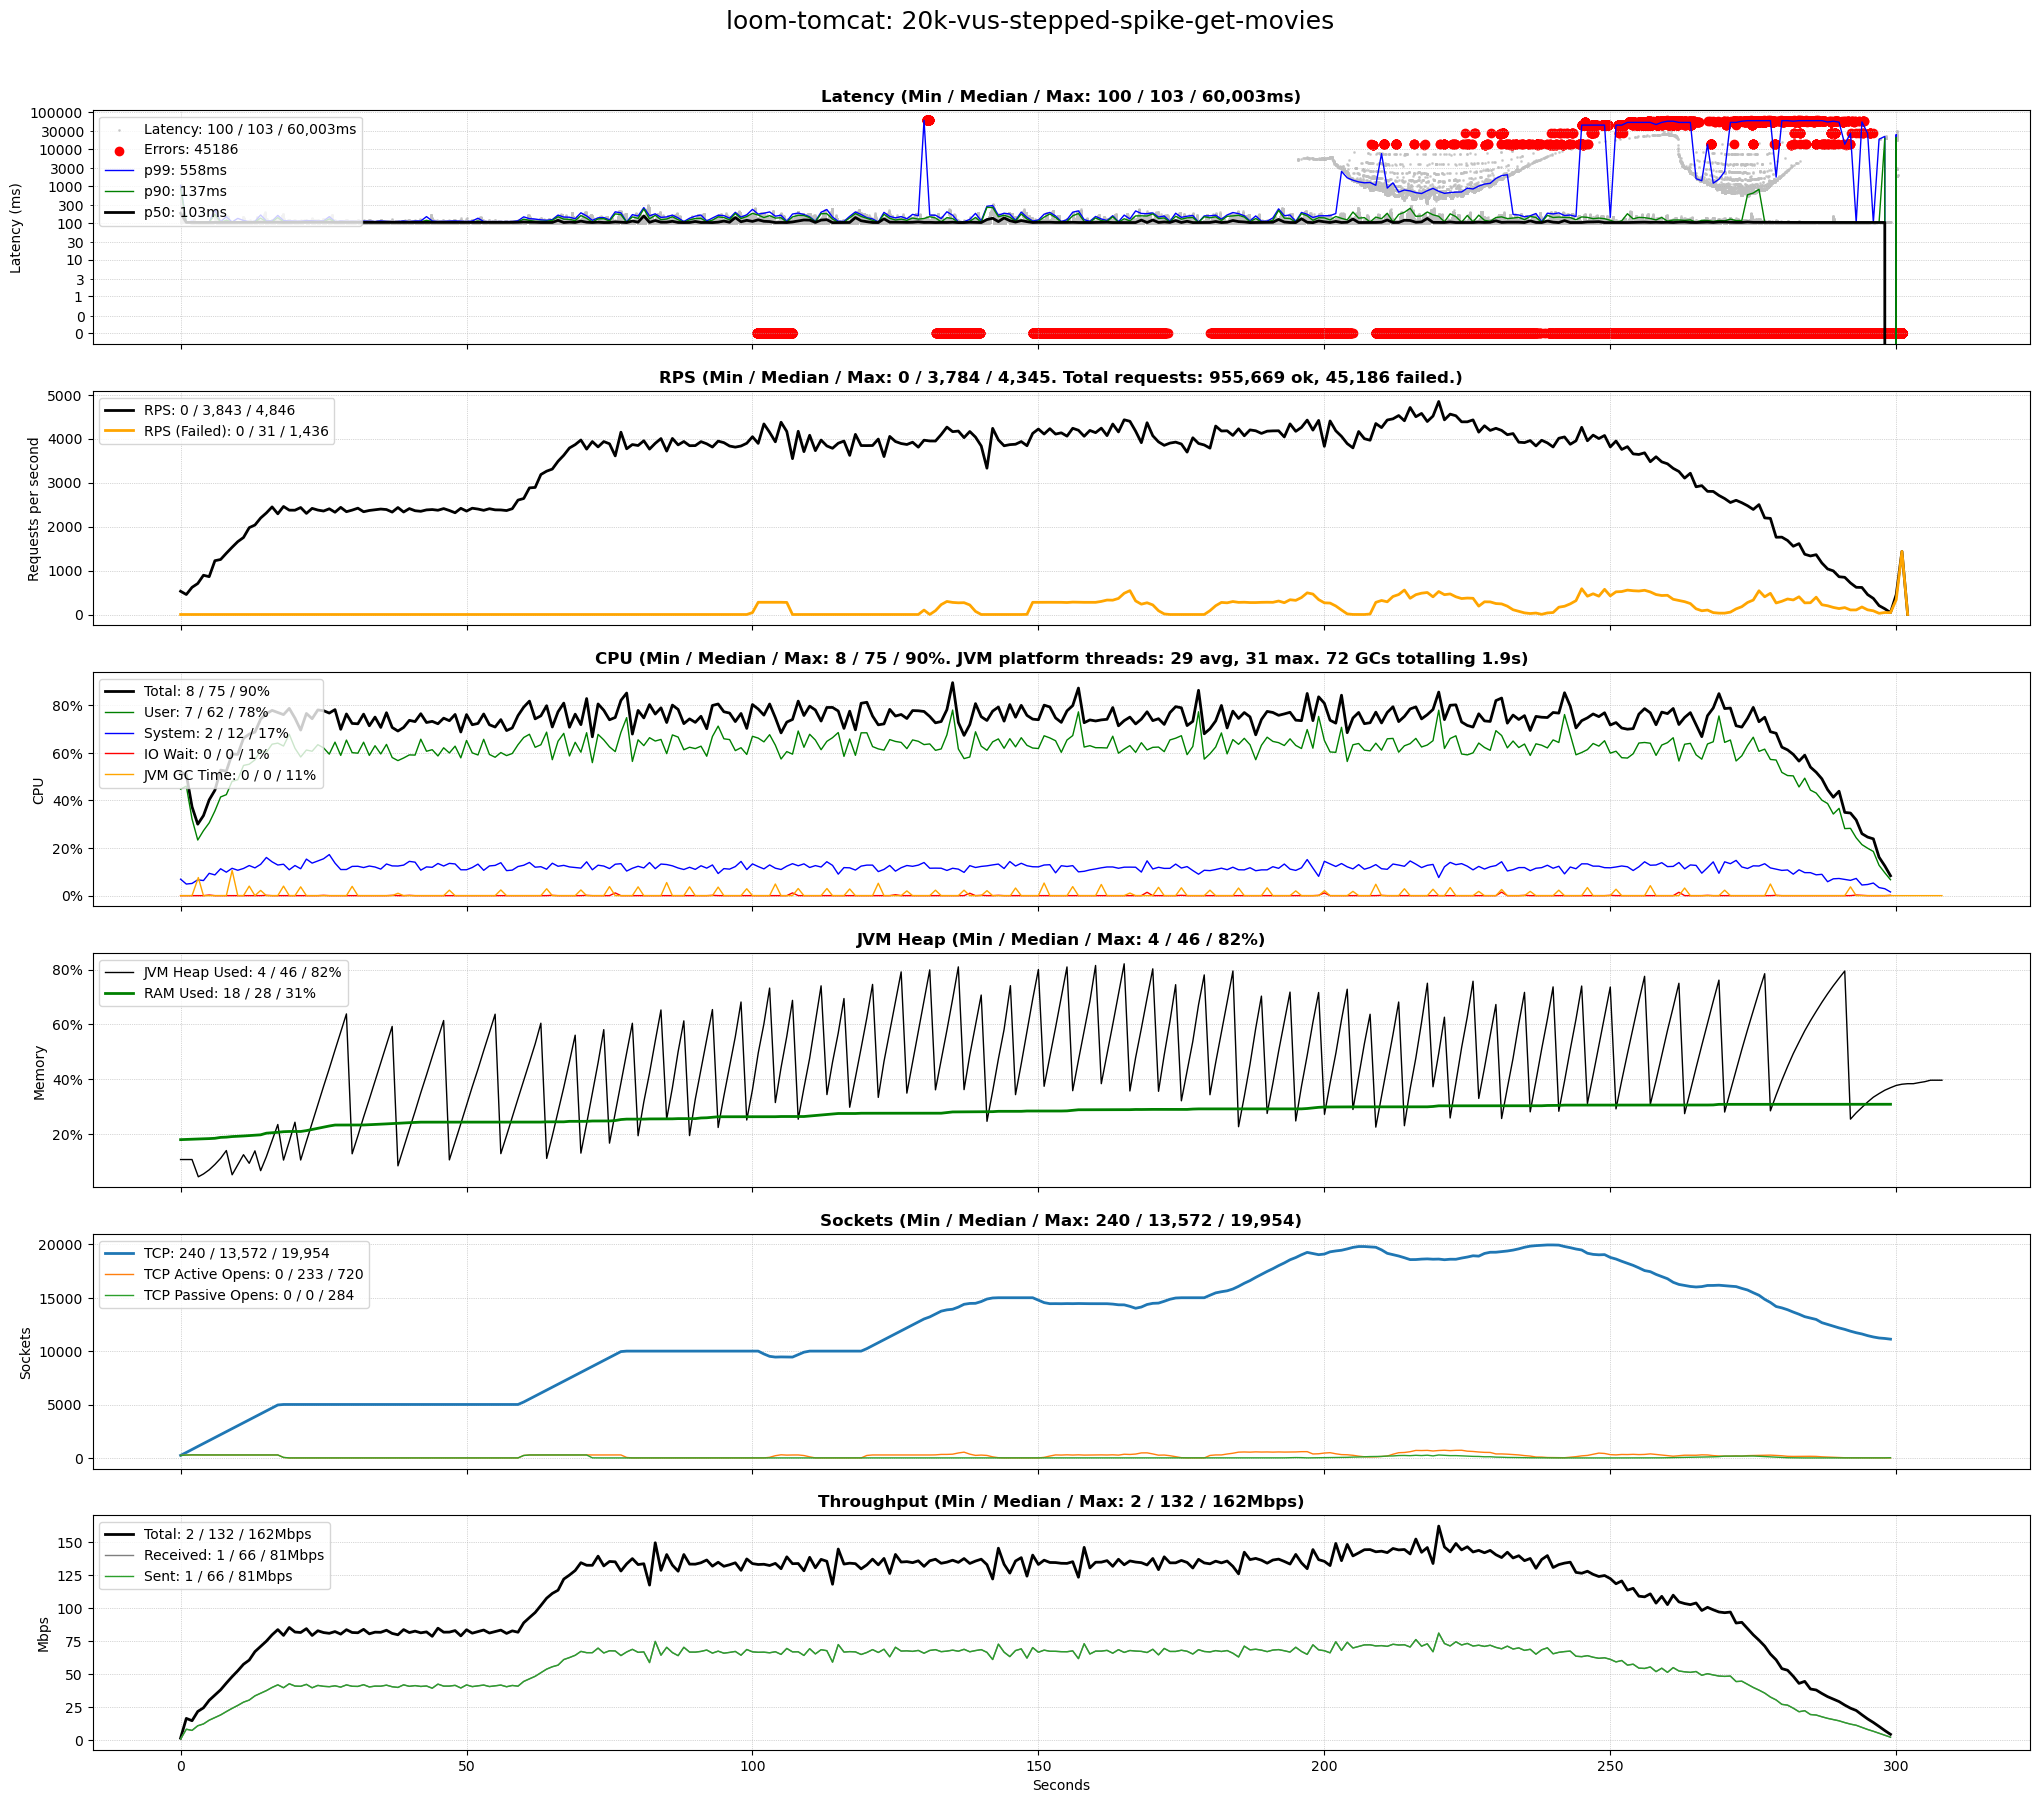 loom-tomcat: 20k-vus-stepped-spike-get-movies
Latency (Min / Median / Max: 100 / 103 / 60,003ms)
Latency (ms)
100000
30000
10000
3000
1000
300
100
30
10
3
1
0
0
Latency: 100 / 103 / 60,003ms
Errors: 45186
p99: 558ms
p90: 137ms
p50: 103ms
RPS (Min / Median / Max: 0 / 3,784 / 4,345. Total requests: 955,669 ok, 45,186 failed.)
Requests per second
5000
4000
3000
2000
1000
0
RPS: 0 / 3,843 / 4,846
RPS (Failed): 0 / 31 / 1,436
CPU (Min / Median / Max: 8 / 75 / 90%. JVM platform threads: 29 avg, 31 max. 72 GCs totalling 1.9s)
CPU
80%
60%
40%
20%
0%
Total: 8 / 75 / 90%
User: 7 / 62 / 78%
System: 2 / 12 / 17%
IO Wait: 0 / 0 / 1%
JVM GC Time: 0 / 0 / 11%
JVM Heap (Min / Median / Max: 4 / 46 / 82%)
Memory
80%
60%
40%
20%
JVM Heap Used: 4 / 46 / 82%
RAM Used: 18 / 28 / 31%
Sockets (Min / Median / Max: 240 / 13,572 / 19,954)
Sockets
20000
15000
10000
5000
0
TCP: 240 / 13,572 / 19,954
TCP Active Opens: 0 / 233 / 720
TCP Passive Opens: 0 / 0 / 284
Throughput (Min / Median / Max: 2 / 132 / 162Mbps)
Mbps
150
125
100
75
50
25
0
Total: 2 / 132 / 162Mbps
Received: 1 / 66 / 81Mbps
Sent: 1 / 66 / 81Mbps
0 50 100 150 200 250 300
Seconds